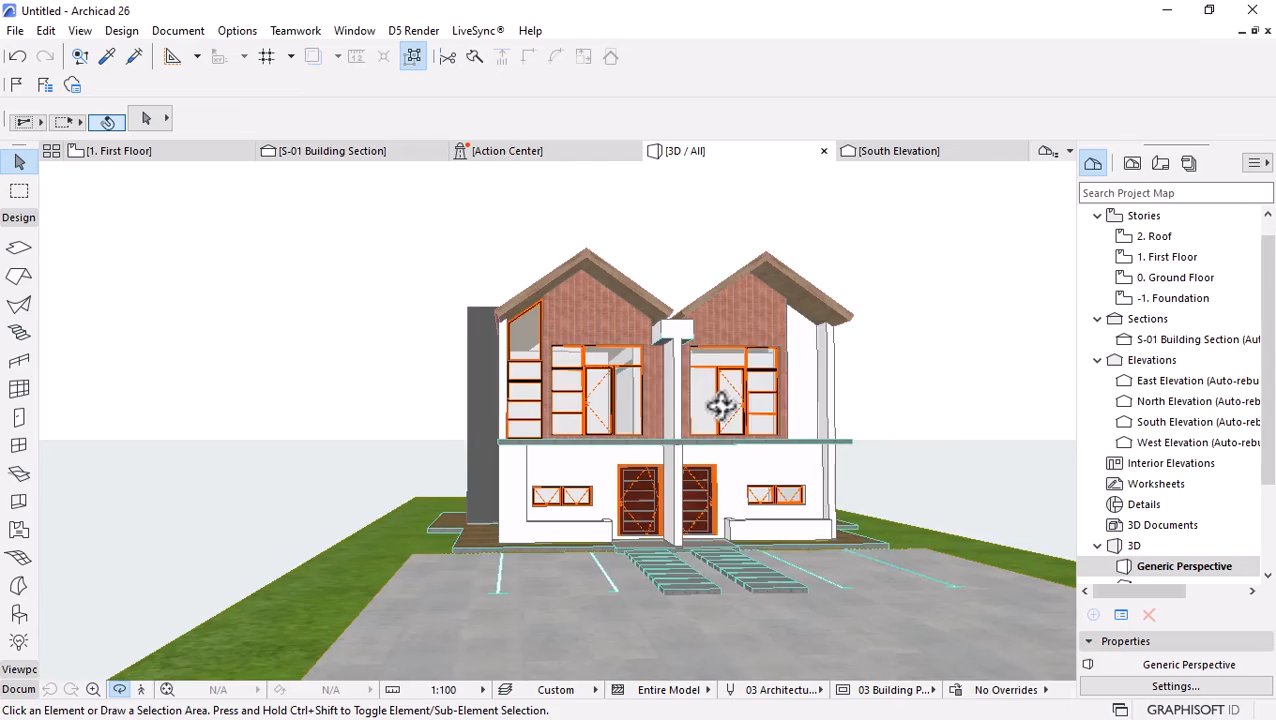 Untitled - Archicad 26
File Edit View Design Document Options Teamwork Window D5 Render LiveSync® Help
[1. First Floor] [S-01 Building Section] [Action Center] [3D / All] [South Elevation]
Search Project Map
Design
Stories
2. Roof
1. First Floor
0. Ground Floor
-1. Foundation
Sections
S-01 Building Section (Aut
Elevations
East Elevation (Auto-rebu
North Elevation (Auto-reb
South Elevation (Auto-reb
West Elevation (Auto-rebu
Interior Elevations
Worksheets
Details
3D Documents
3D
Generic Perspective
Properties
Generic Perspective
Settings...
Viewpc
Docum
N/A N/A 1:100 Custom Entire Model 03 Architectu... 03 Building P... No Overrides
Click an Element or Draw a Selection Area. Press and Hold Ctrl+Shift to Toggle Element/Sub-Element Selection.
GRAPHISOFT ID